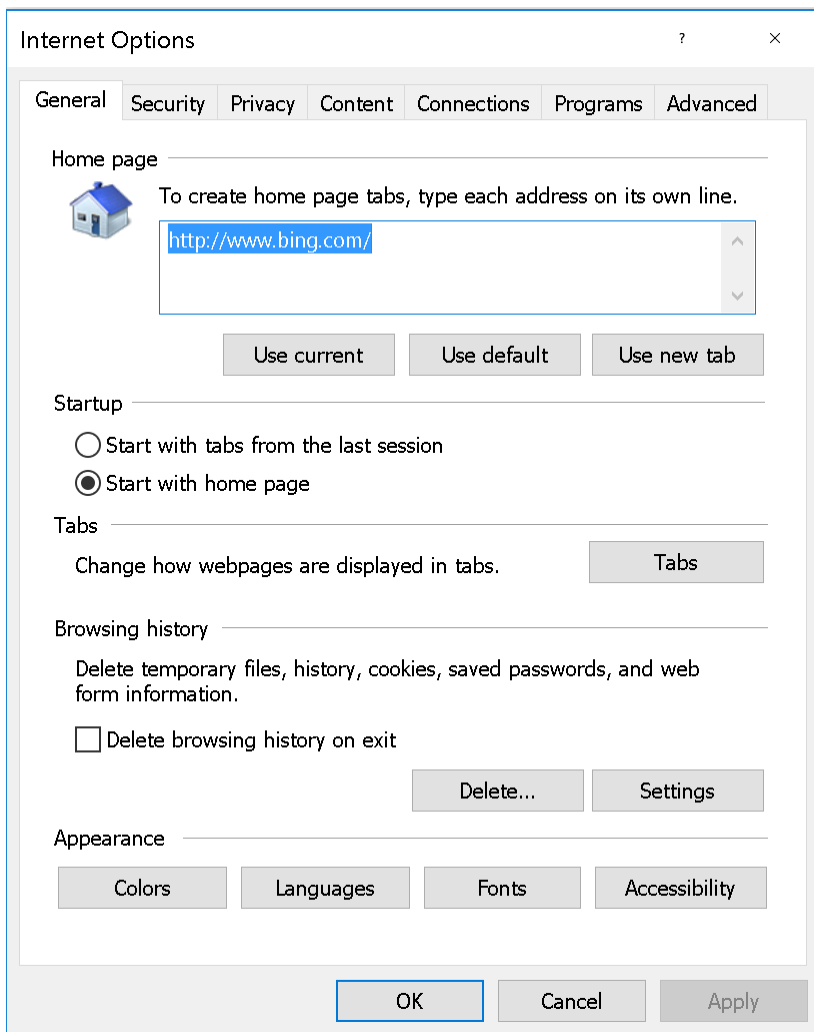 Internet Options ?
General Security Privacy Content Connections Programs Advanced
Home page
To create home page tabs, type each address on its own line.
http://www.bing.com/
Use current Use default Use new tab
Startup
Start with tabs from the last session
Start with home page
Tabs
Change how webpages are displayed in tabs. Tabs
Browsing history
Delete temporary files, history, cookies, saved passwords, and web
form information.
Delete browsing history on exit
Delete... Settings
Appearance
Colors Languages Fonts Accessibility
OK Cancel Apply